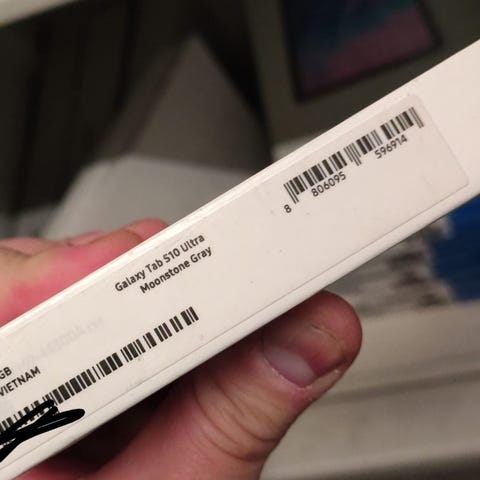 Galaxy Tab S10 Ultra
Moonstone Gray
8 806095 596914
GB
VIETNAM